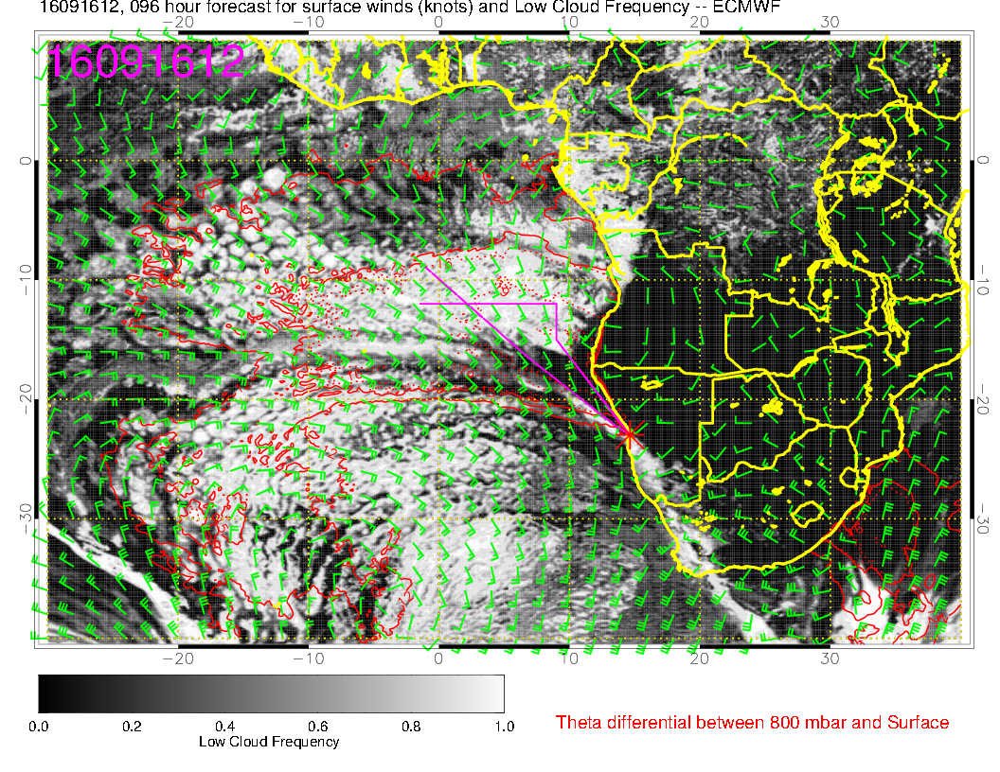 16091612, 096 hour forecast for surface winds (knots) and Low Cloud Frequency -- ECMWF
−20 −10 0 10 20 30
16091612
0 0
−10 −10
−20 −20
−30 −30
−20 −10 0 10 20 30
0.0 0.2 0.4 0.6 0.8 1.0
Low Cloud Frequency
Theta differential between 800 mbar and Surface